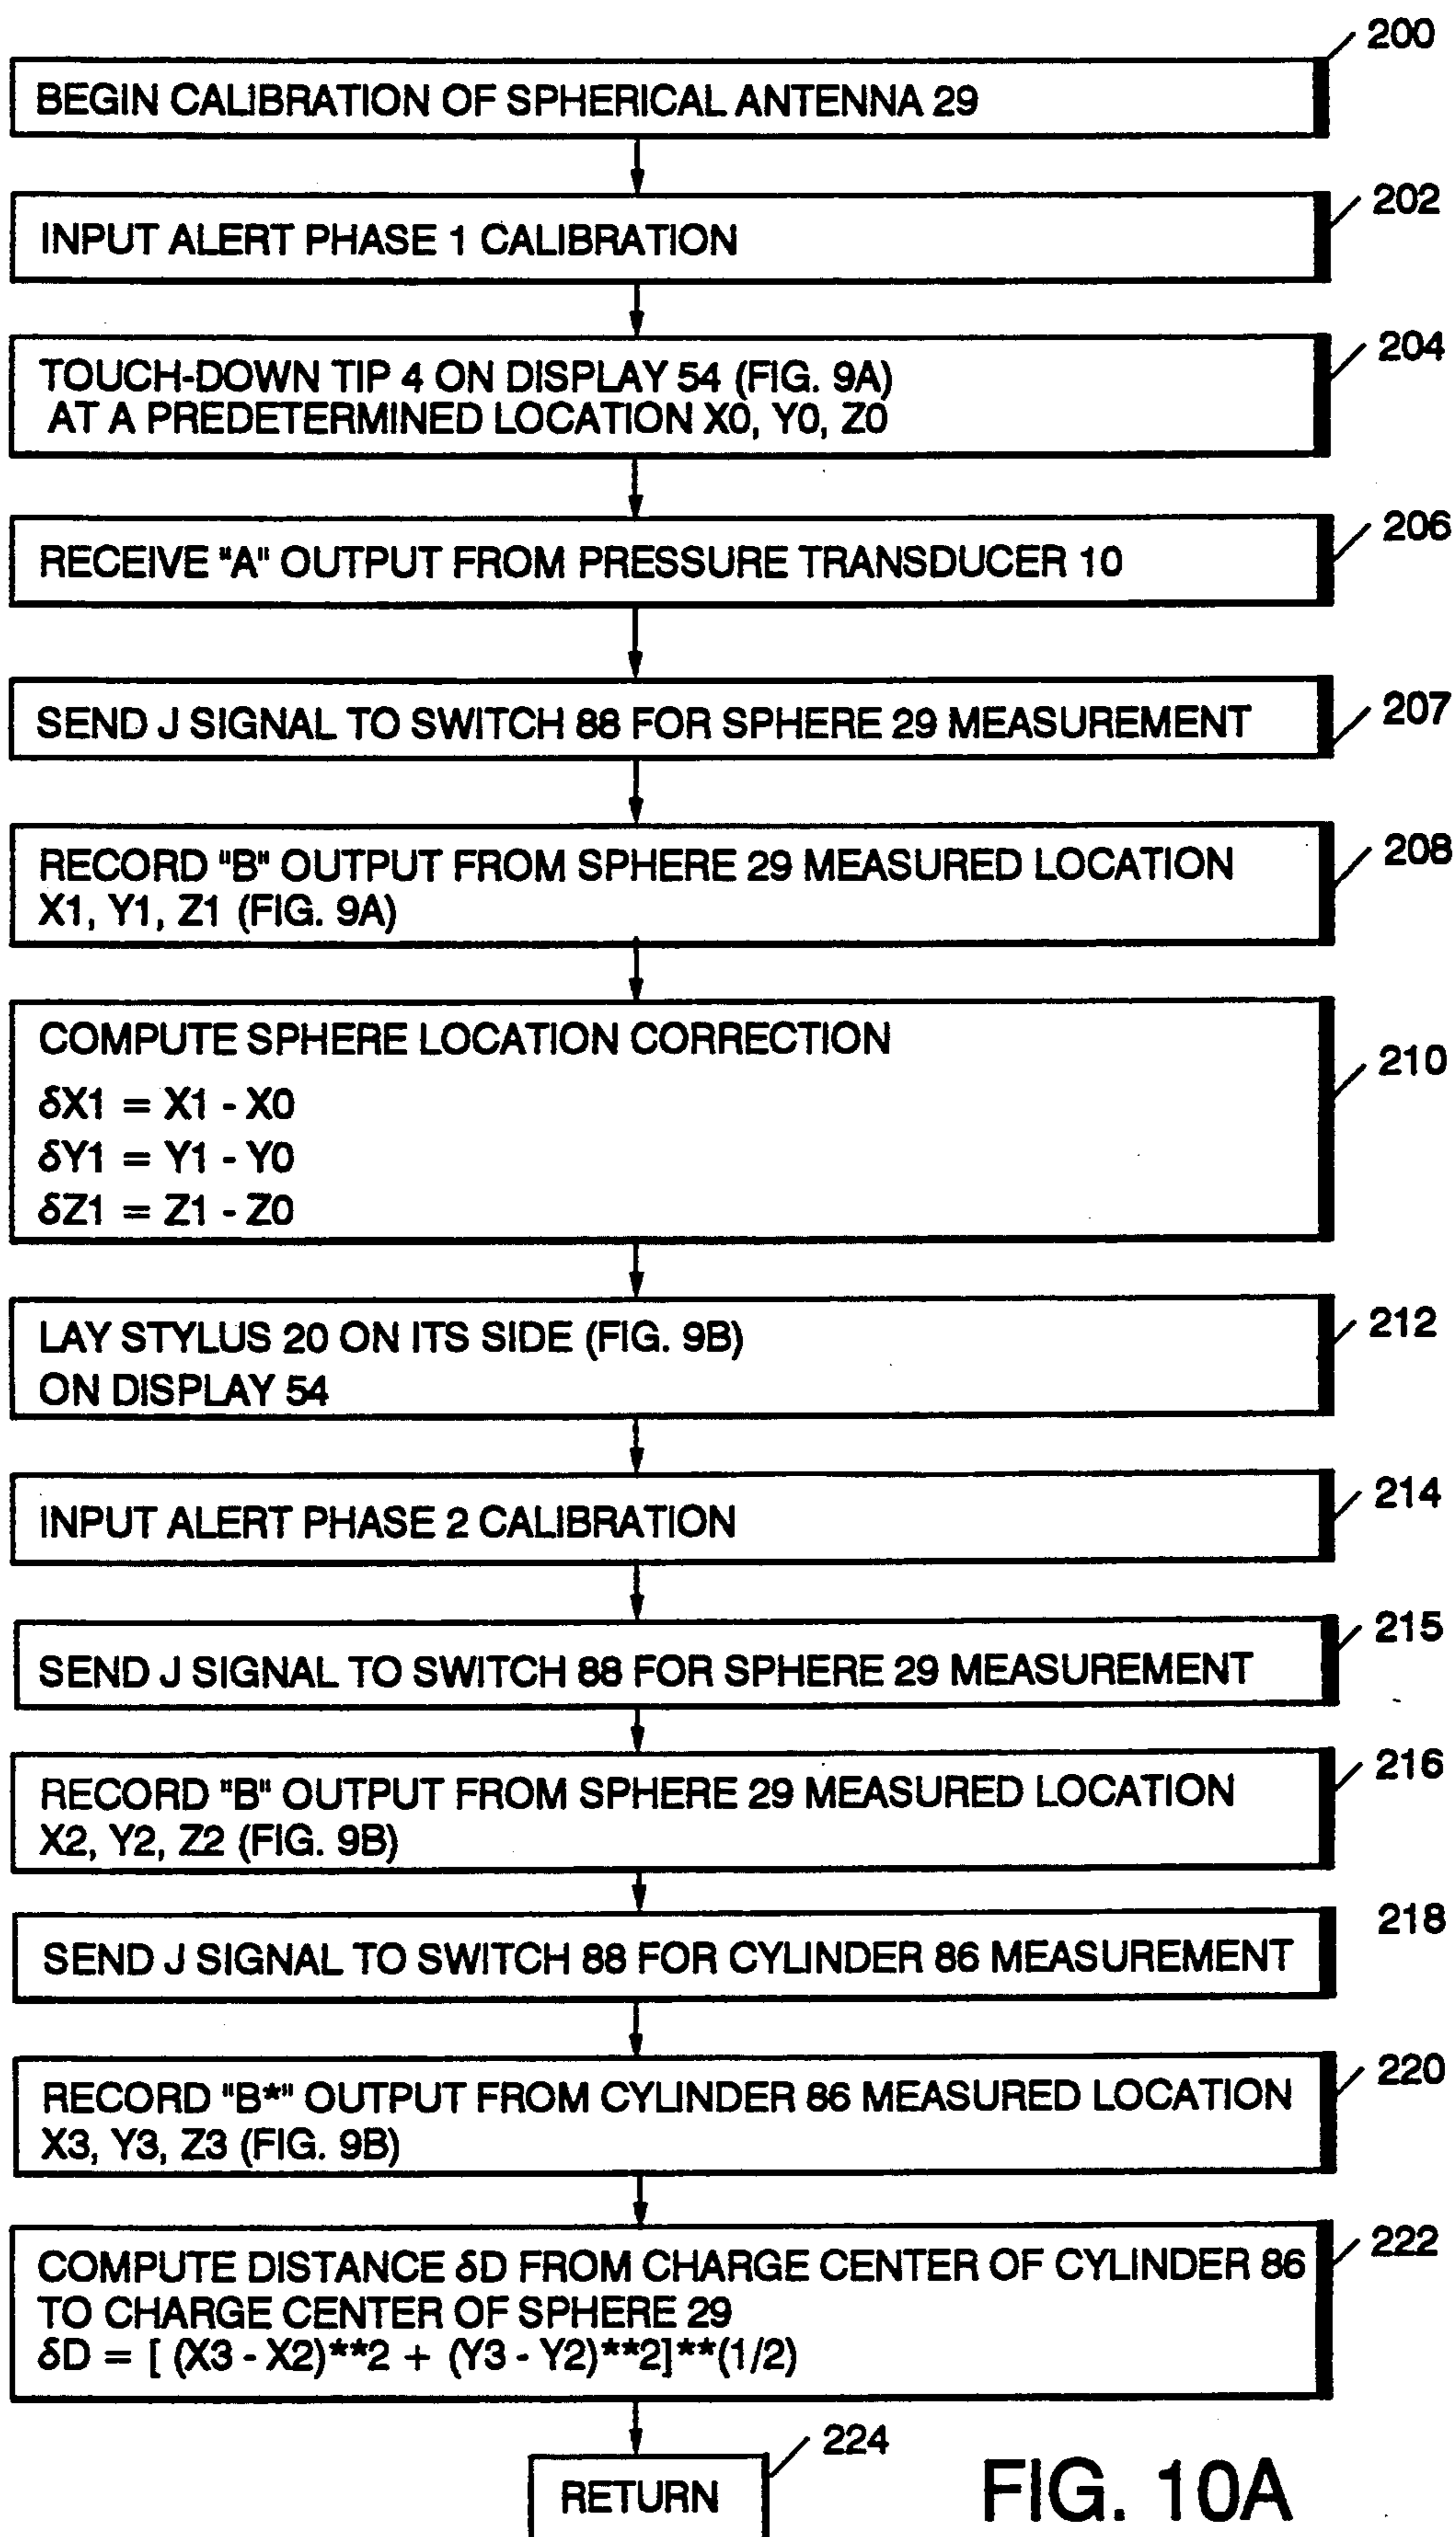 200
BEGIN CALIBRATION OF SPHERICAL ANTENNA 29
202
INPUT ALERT PHASE 1 CALIBRATION
204
TOUCH-DOWN TIP 4 ON DISPLAY 54 (FIG. 9A)
AT A PREDETERMINED LOCATION X0, Y0, Z0
206
RECEIVE "A" OUTPUT FROM PRESSURE TRANSDUCER 10
207
SEND J SIGNAL TO SWITCH 88 FOR SPHERE 29 MEASUREMENT
208
RECORD "B" OUTPUT FROM SPHERE 29 MEASURED LOCATION
X1, Y1, Z1 (FIG. 9A)
210
COMPUTE SPHERE LOCATION CORRECTION
δX1 = X1 - X0
δY1 = Y1 - Y0
δZ1 = Z1 - Z0
212
LAY STYLUS 20 ON ITS SIDE (FIG. 9B)
ON DISPLAY 54
214
INPUT ALERT PHASE 2 CALIBRATION
215
SEND J SIGNAL TO SWITCH 88 FOR SPHERE 29 MEASUREMENT
216
RECORD "B" OUTPUT FROM SPHERE 29 MEASURED LOCATION
X2, Y2, Z2 (FIG. 9B)
218
SEND J SIGNAL TO SWITCH 88 FOR CYLINDER 86 MEASUREMENT
220
RECORD "B*" OUTPUT FROM CYLINDER 86 MEASURED LOCATION
X3, Y3, Z3 (FIG. 9B)
222
COMPUTE DISTANCE δD FROM CHARGE CENTER OF CYLINDER 86
TO CHARGE CENTER OF SPHERE 29
δD = [ (X3 - X2)**2 + (Y3 - Y2)**2]**(1/2)
224
RETURN
FIG. 10A